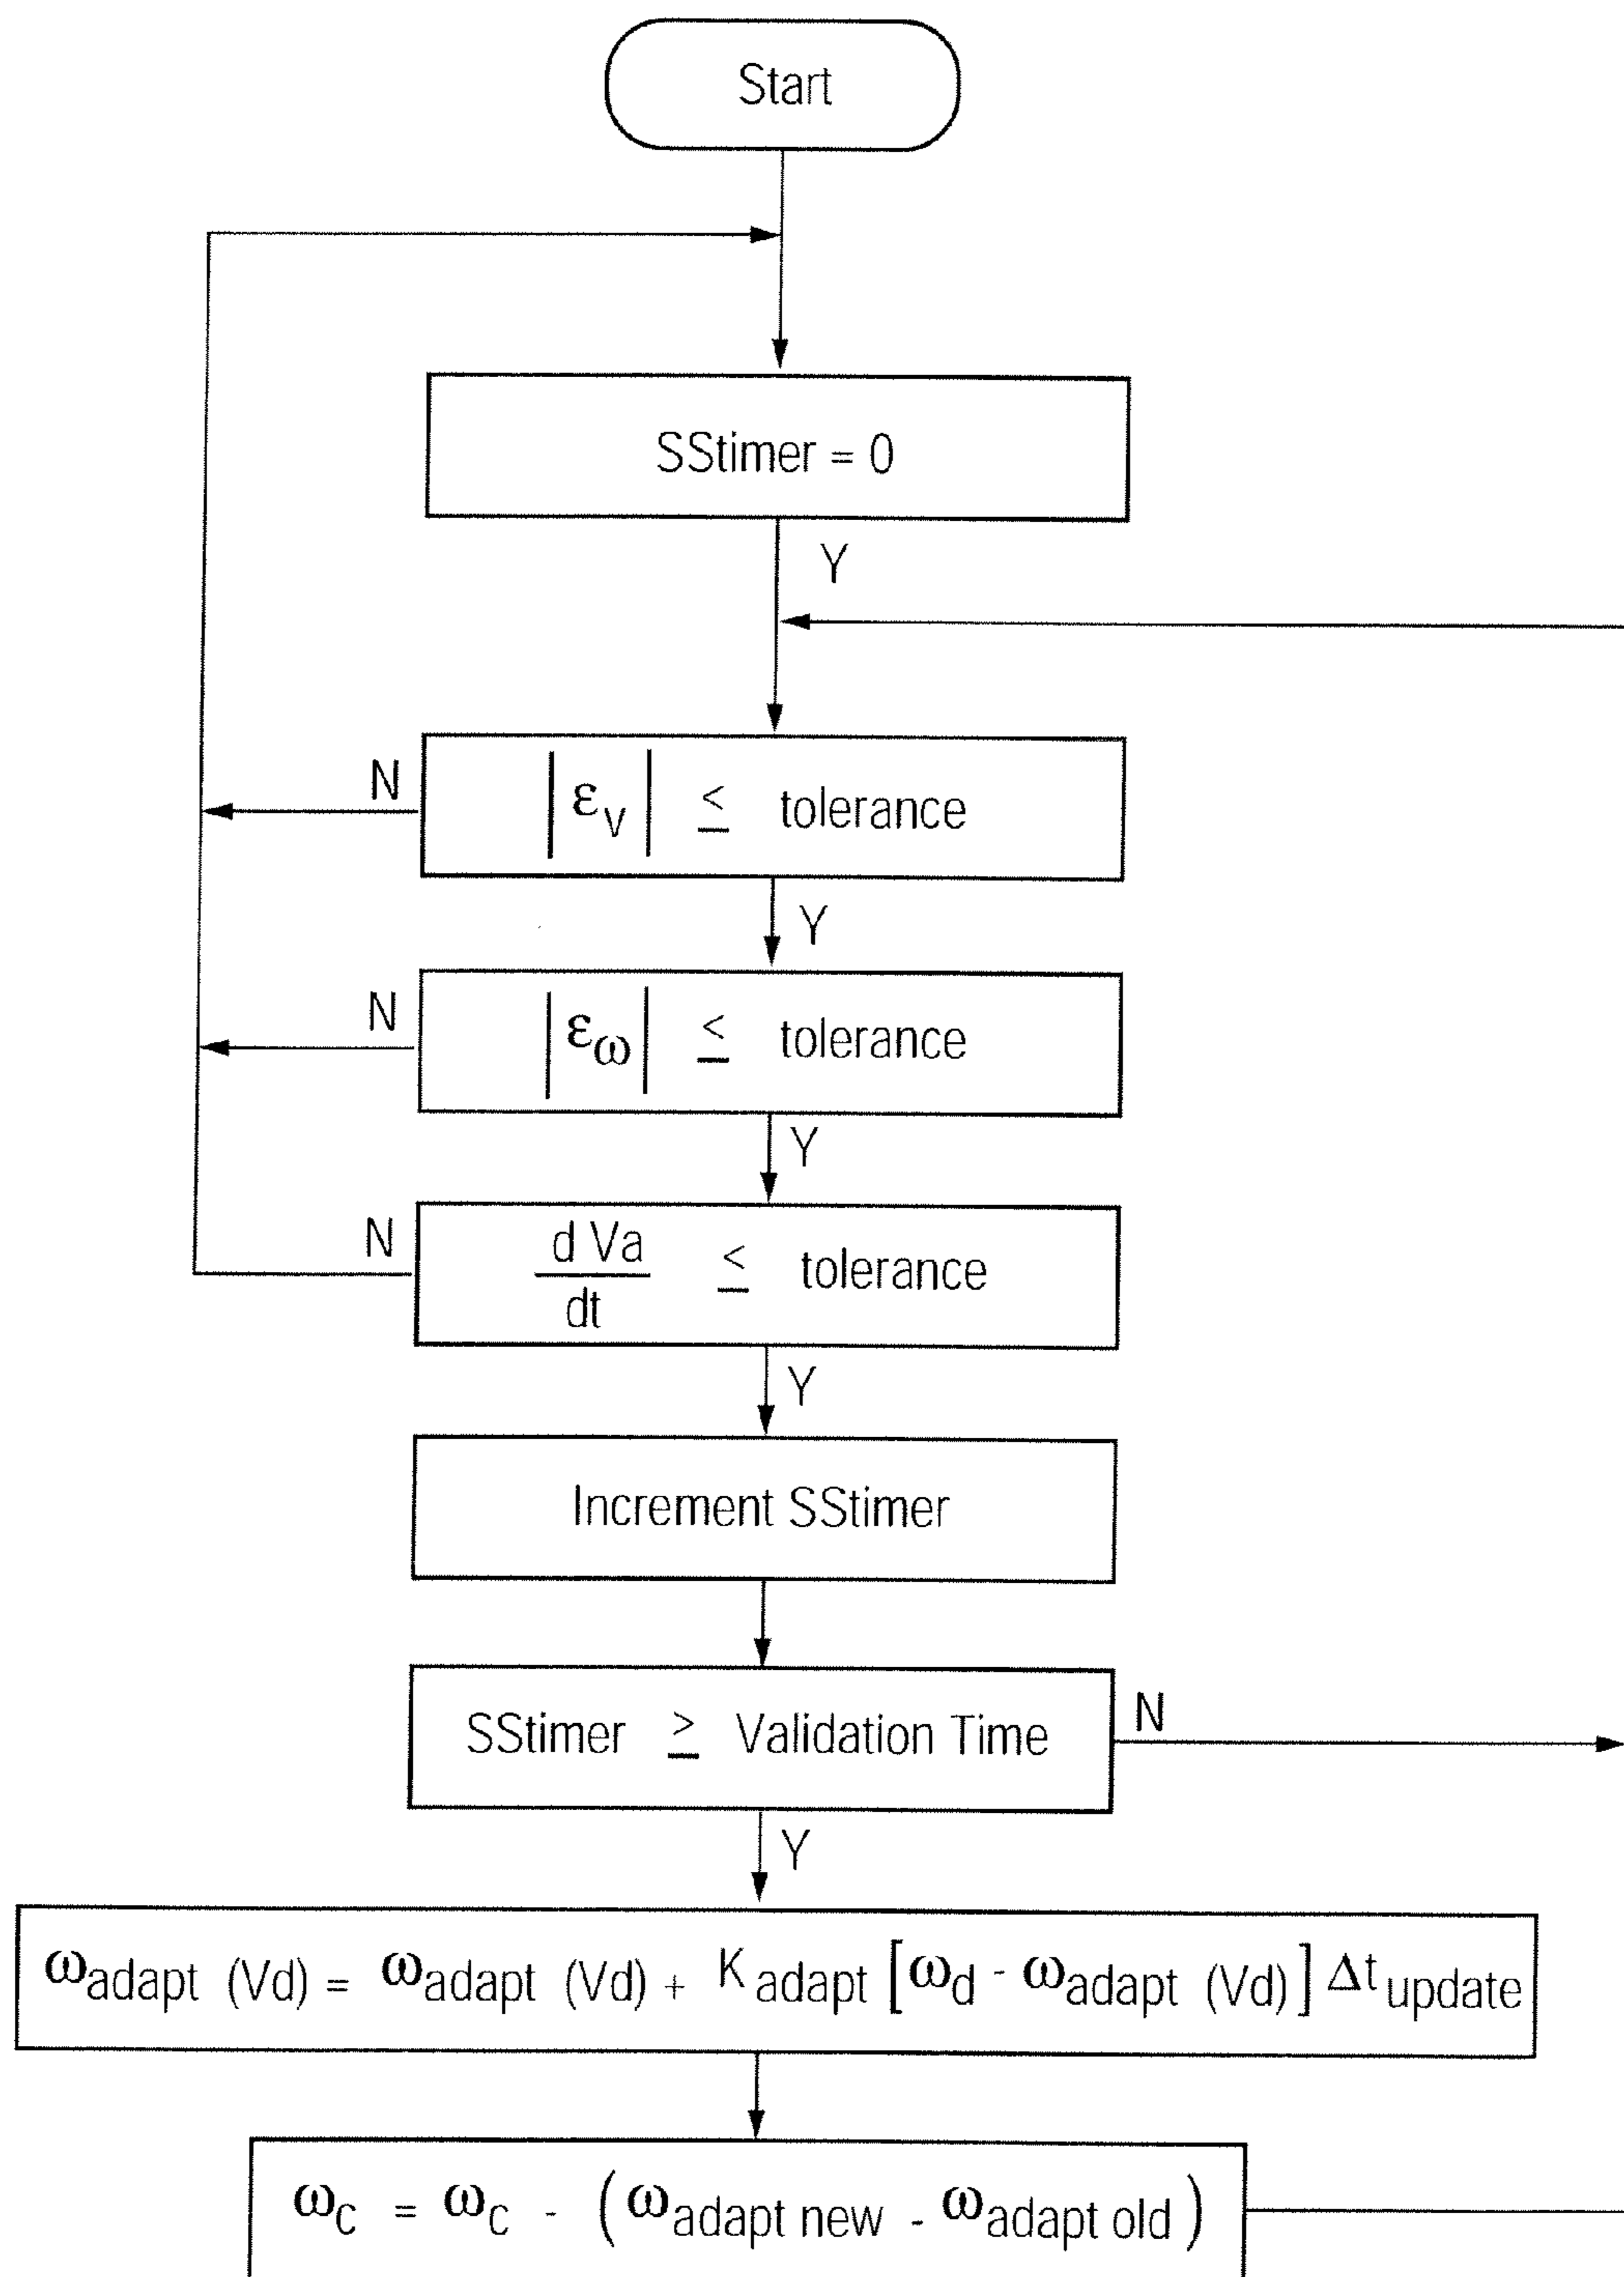 Start
SStimer = 0
Y
N
|εv| ≤ tolerance
Y
N
|εω| ≤ tolerance
Y
N
d Va
dt
≤ tolerance
Y
Increment SStimer
SStimer ≥ Validation Time
N
Y
ωadapt (Vd) = ωadapt (Vd) + Kadapt [ωd - ωadapt (Vd)] Δtupdate
ωc = ωc - (ωadapt new - ωadapt old)